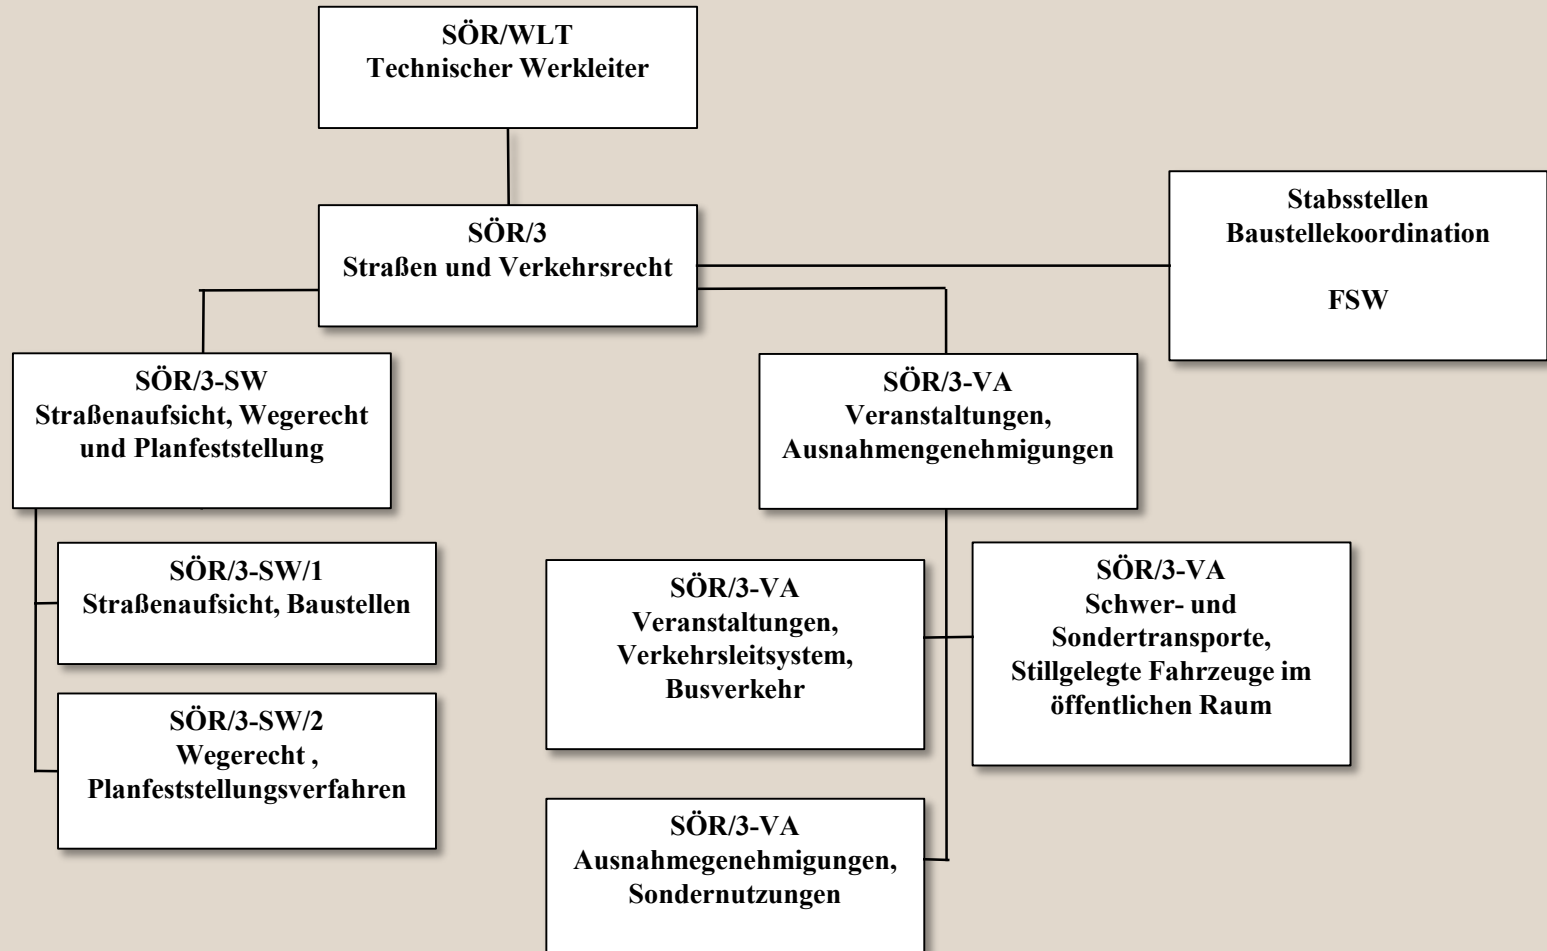 SÖR/WLT
Technischer Werkleiter
SÖR/3
Straßen und Verkehrsrecht
Stabsstellen
Baustellekoordination
FSW
SÖR/3-SW
Straßenaufsicht, Wegerecht
und Planfeststellung
SÖR/3-VA
Veranstaltungen,
Ausnahmengenehmigungen
SÖR/3-SW/1
Straßenaufsicht, Baustellen
SÖR/3-SW/2
Wegerecht ,
Planfeststellungsverfahren
SÖR/3-VA
Veranstaltungen,
Verkehrsleitsystem,
Busverkehr
SÖR/3-VA
Schwer- und
Sondertransporte,
Stillgelegte Fahrzeuge im
öffentlichen Raum
SÖR/3-VA
Ausnahmegenehmigungen,
Sondernutzungen